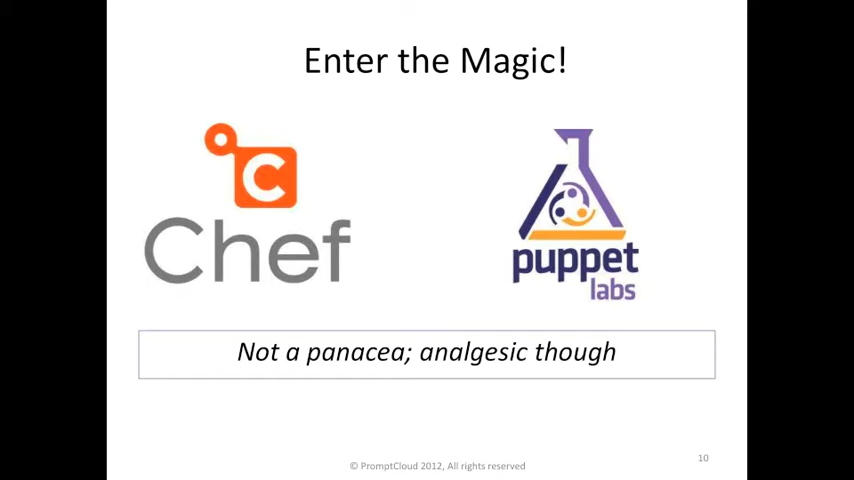 Enter the Magic!
C
Chef
puppet
labs
Not a panacea; analgesic though
© PromptCloud 2012, All rights reserved
10